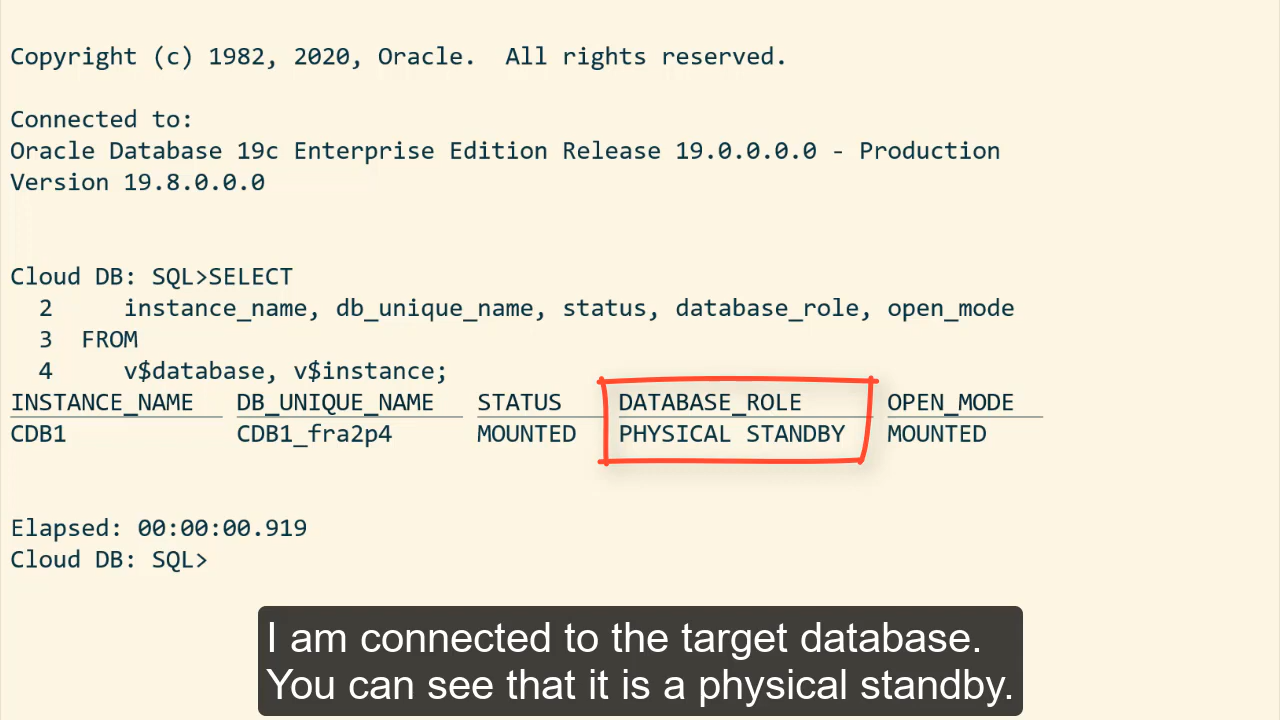 Copyright (c) 1982, 2020, Oracle.  All rights reserved.
Connected to:
Oracle Database 19c Enterprise Edition Release 19.0.0.0.0 - Production
Version 19.8.0.0.0
Cloud DB: SQL>SELECT
  2     instance_name, db_unique_name, status, database_role, open_mode
  3  FROM
  4     v$database, v$instance;
INSTANCE_NAME   DB_UNIQUE_NAME   STATUS    DATABASE_ROLE      OPEN_MODE
CDB1            CDB1_fra2p4      MOUNTED   PHYSICAL STANDBY   MOUNTED
Elapsed: 00:00:00.919
Cloud DB: SQL>
I am connected to the target database.
You can see that it is a physical standby.